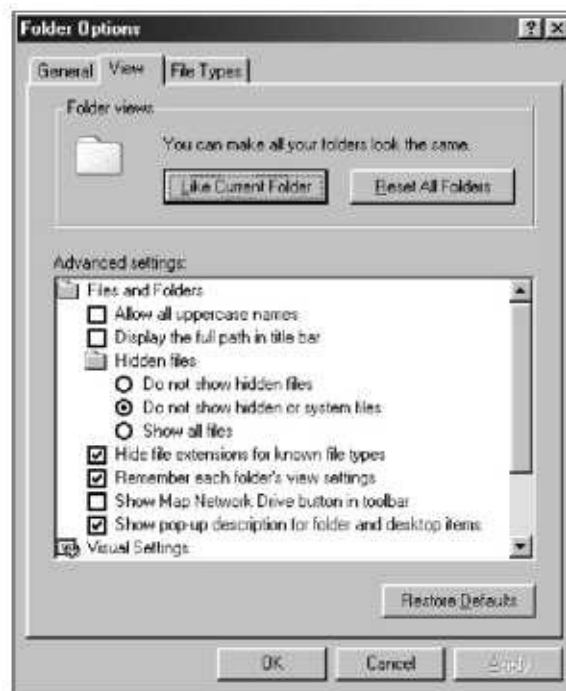 Folder Options
General View File Types
Folder views
You can make all your folders look the same.
Like Current Folder Reset All Folders
Advanced settings:
Files and Folders
Allow all uppercase names
Display the full path in title bar
Hidden files
Do not show hidden files
Do not show hidden or system files
Show all files
Hide file extensions for known file types
Remember each folder's view settings
Show Map Network Drive button in toolbar
Show pop-up description for folder and desktop items
Visual Settings
Restore Defaults
OK Cancel Apply